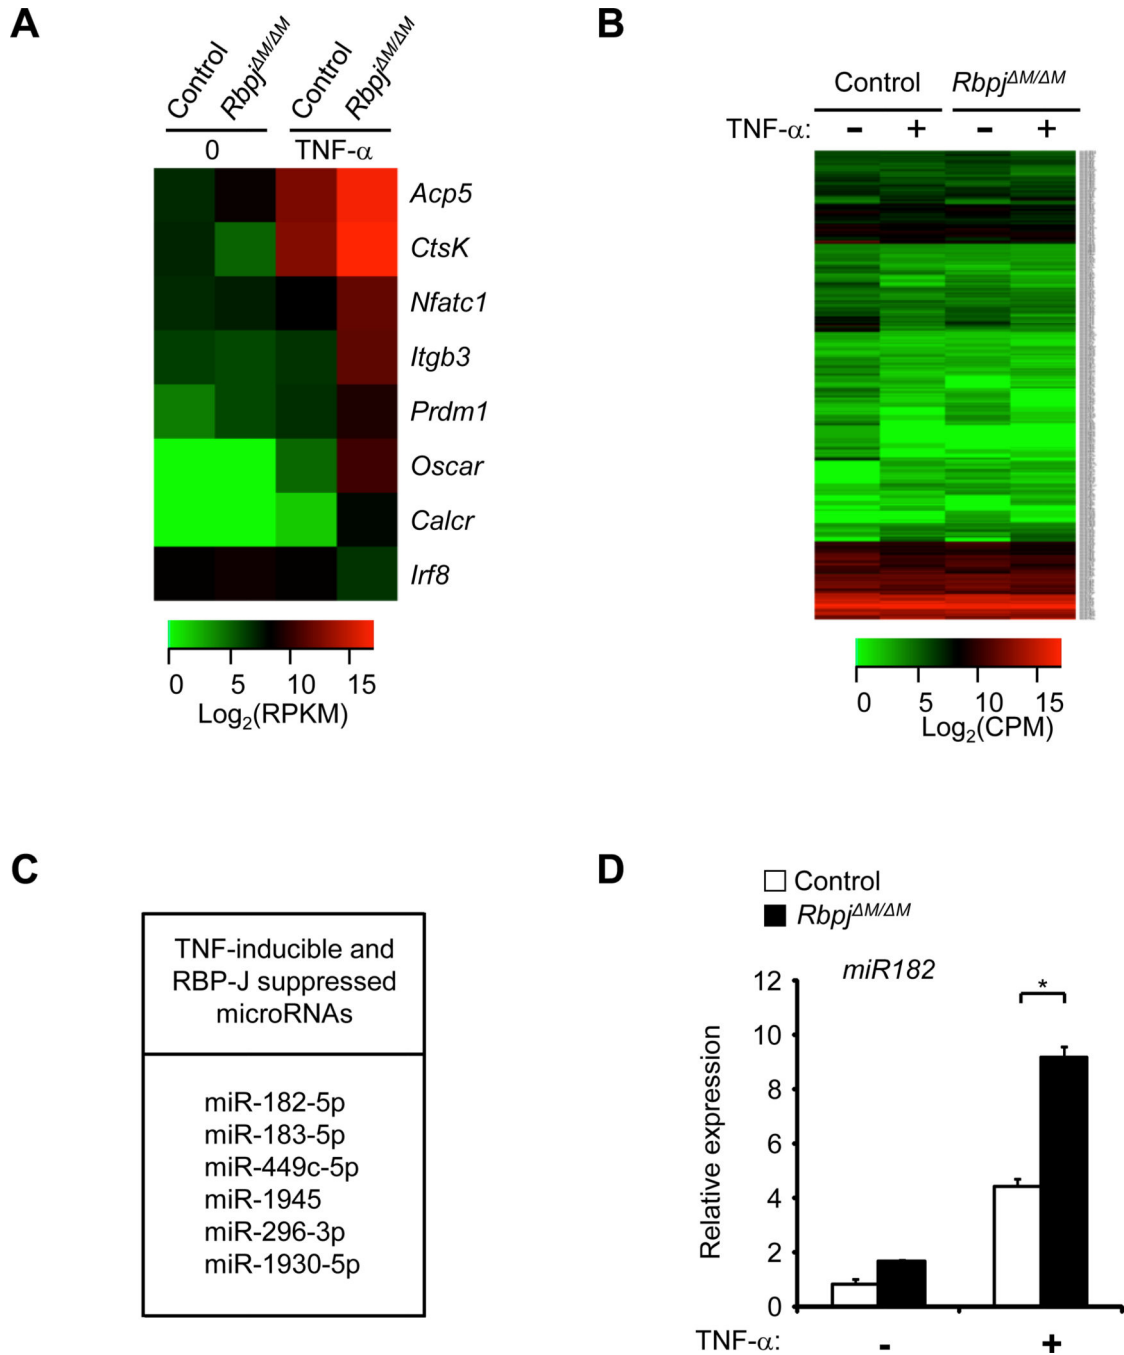 A
Control
Rbpj^ΔM/ΔM
Control
Rbpj^ΔM/ΔM
0
TNF-α
Acp5
CtsK
Nfatc1
Itgb3
Prdm1
Oscar
Calcr
Irf8
0 5 10 15
Log₂(RPKM)
B
Control Rbpj^ΔM/ΔM
TNF-α: - + - +
0 5 10 15
Log₂(CPM)
C
TNF-inducible and
RBP-J suppressed
microRNAs
miR-182-5p
miR-183-5p
miR-449c-5p
miR-1945
miR-296-3p
miR-1930-5p
D
Control
Rbpj^ΔM/ΔM
miR182
*
Relative expression
12
10
8
6
4
2
0
TNF-α: - +